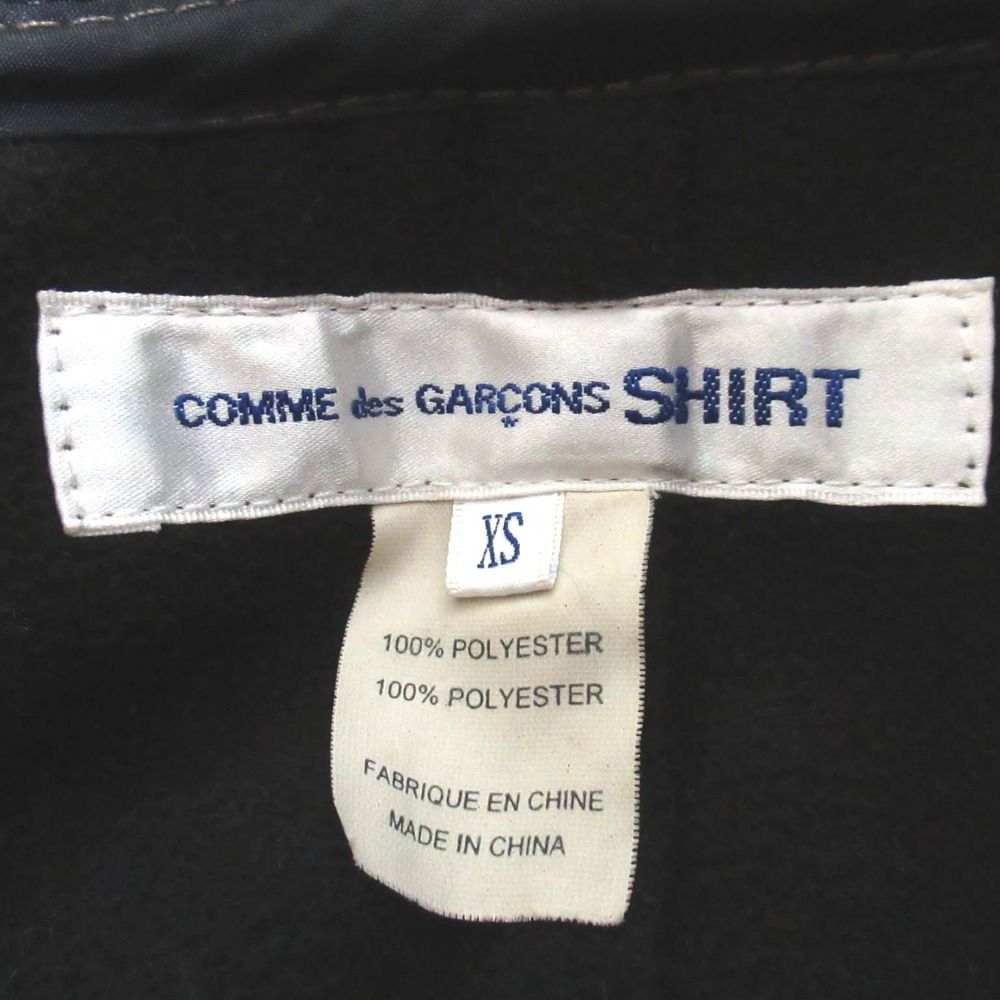 COMME des GARÇONS SHIRT
XS
100% POLYESTER
100% POLYESTER
FABRIQUE EN CHINE
MADE IN CHINA